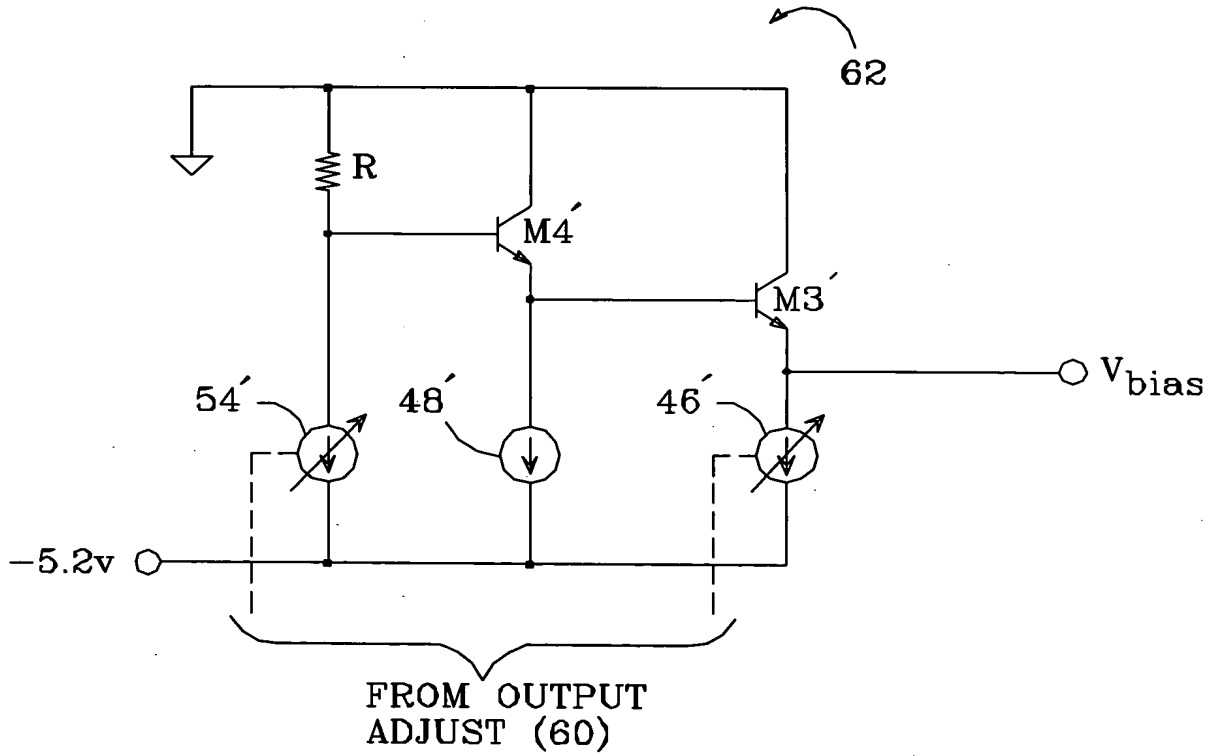 62
R
M4′
M3′
54′
48′
46′
Vbias
−5.2v
FROM OUTPUT
ADJUST (60)